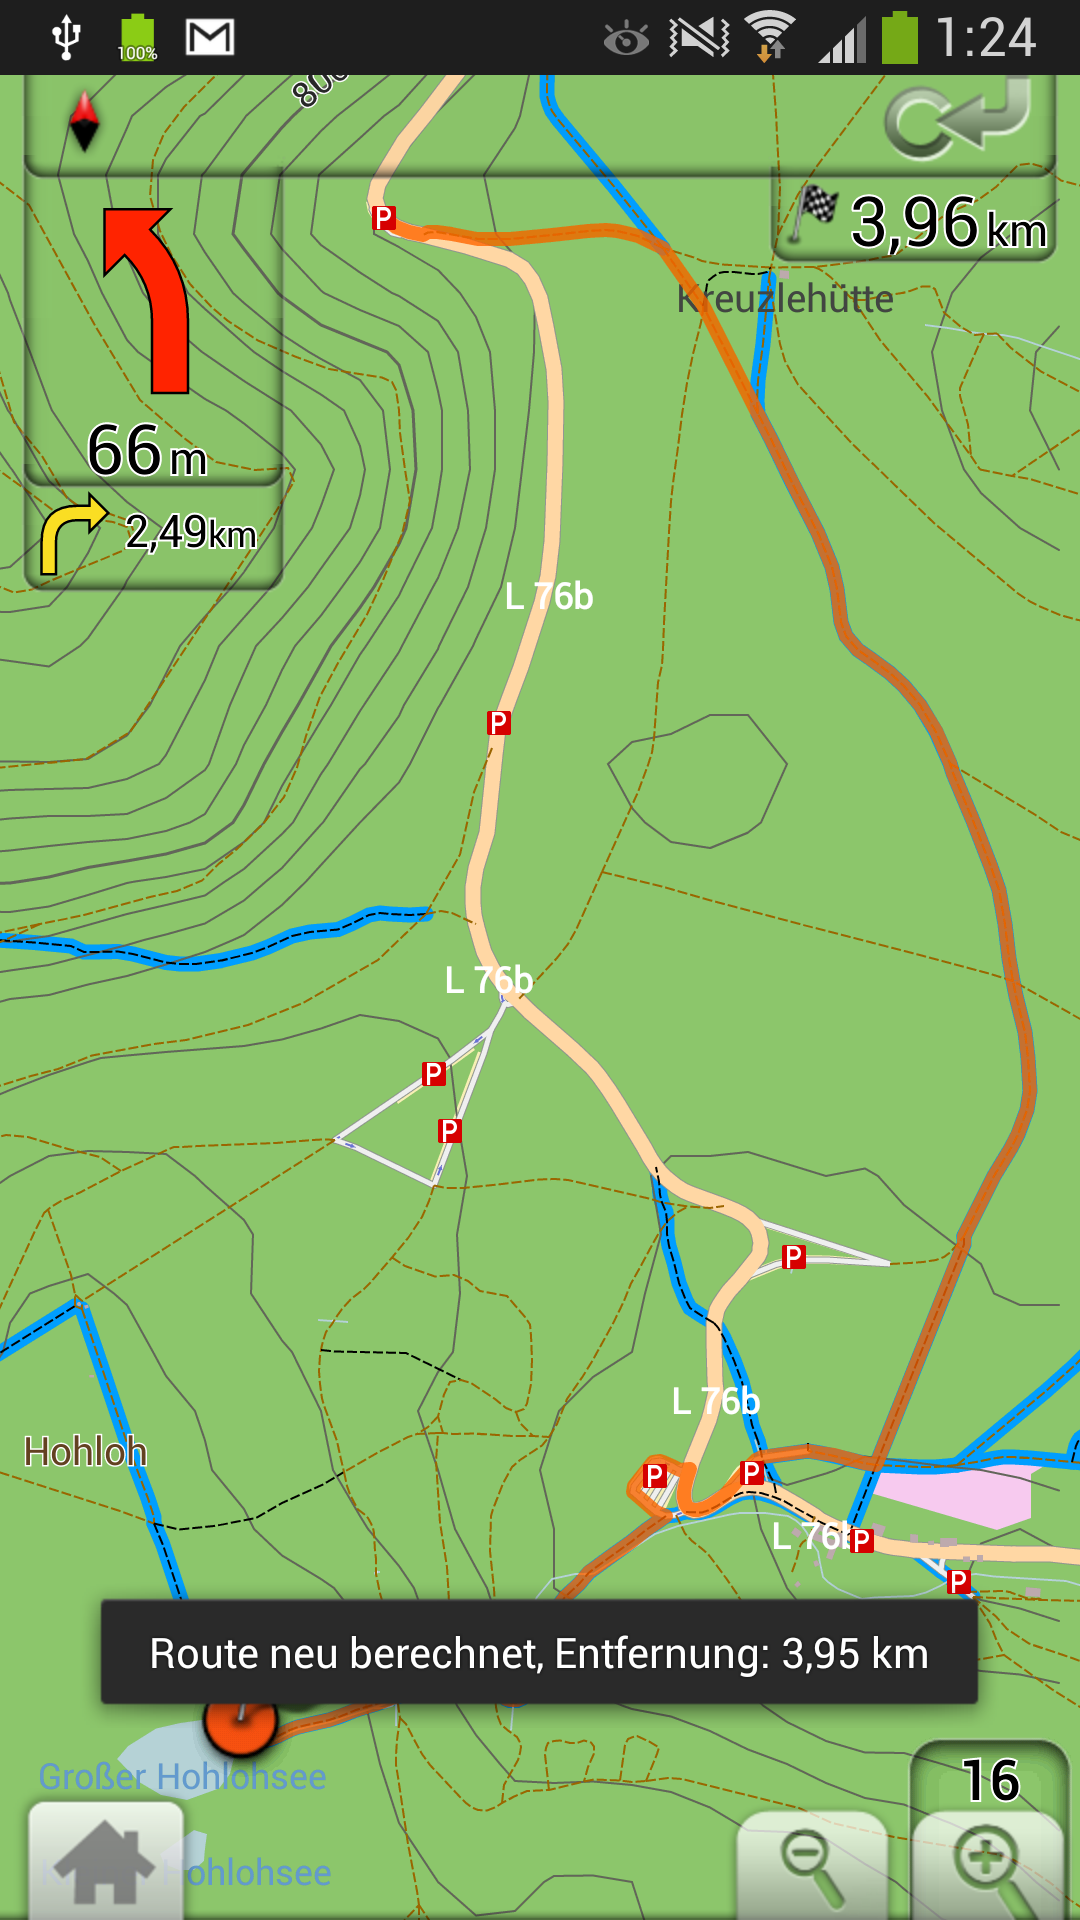 100%
1:24
800
3,96 km
Kreuzlehütte
66 m
2,49km
L 76b
P
P
L 76b
P
P
P
L 76b
Hohloh
P
P
L 76b
P
P
Route neu berechnet, Entfernung: 3,95 km
Großer Hohlohsee
16
Hohlohsee